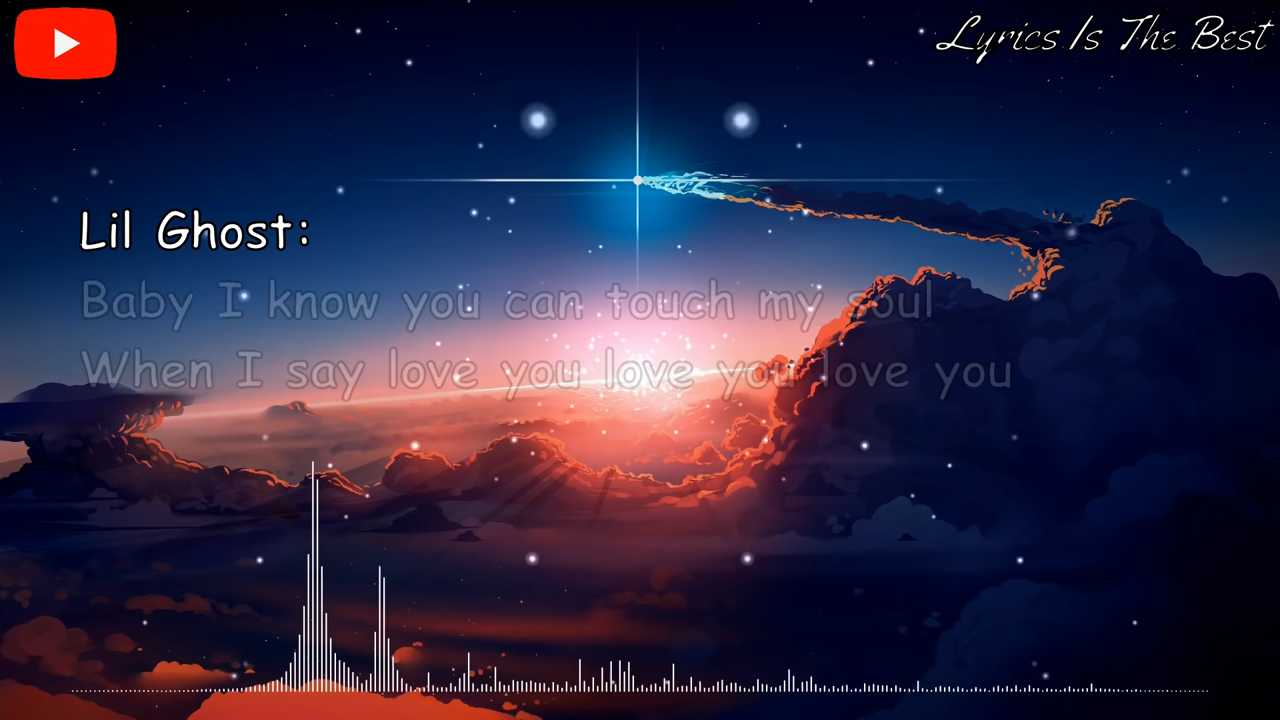 Lyrics Is The Best
Lil Ghost:
Baby I know you can touch my soul
When I say love you love you love you